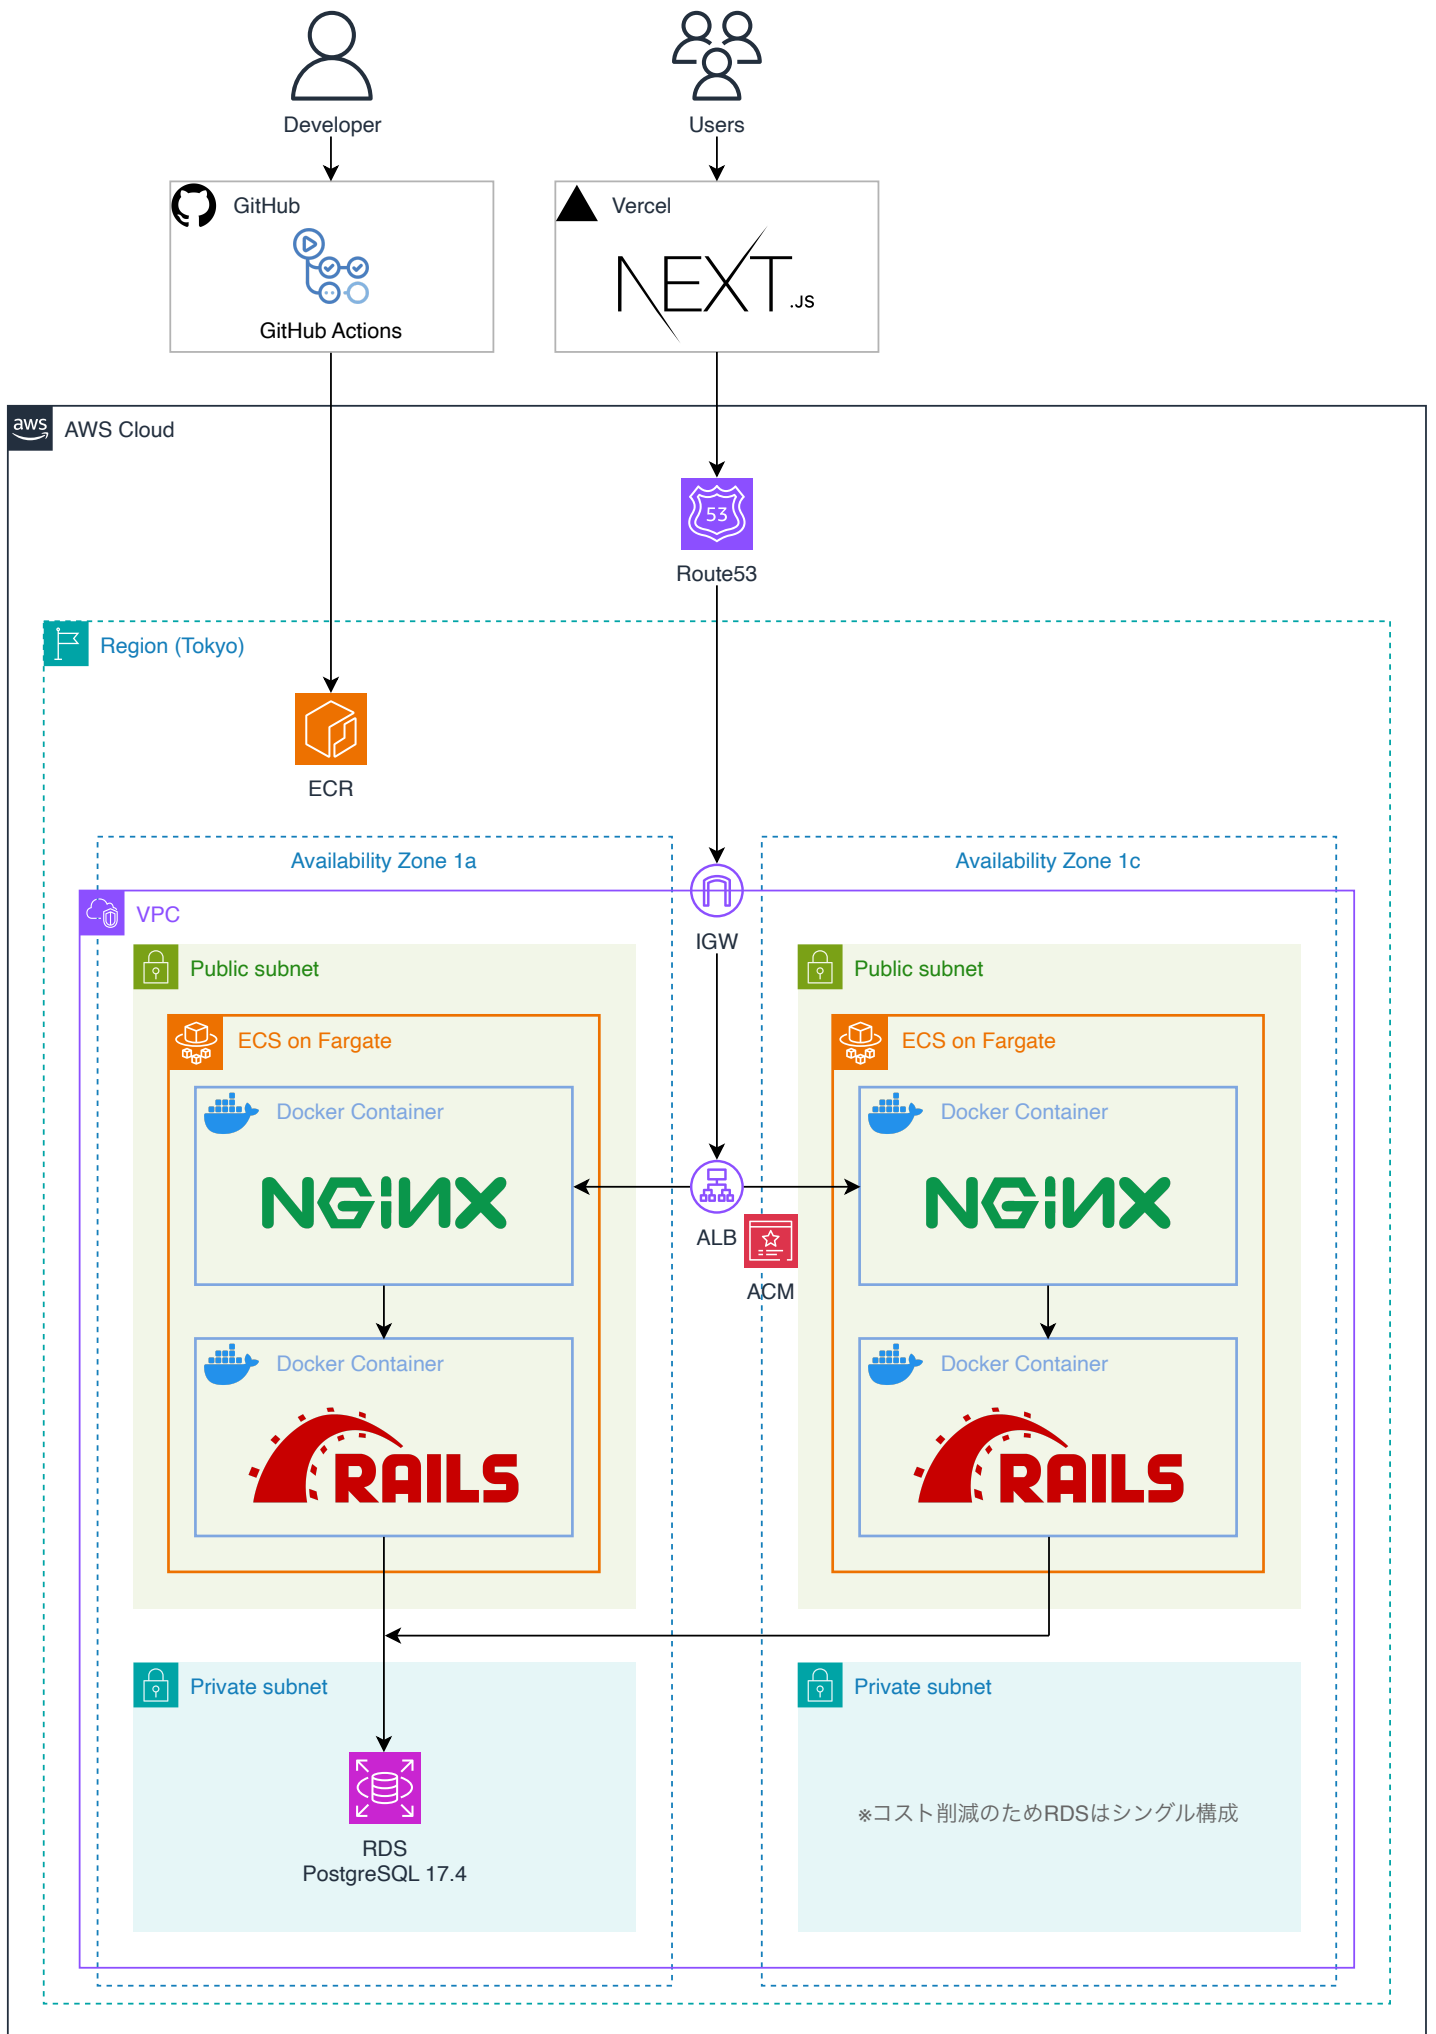 Developer
Users
GitHub
Vercel
NEXT.JS
GitHub Actions
aws
AWS Cloud
53
Route53
Region (Tokyo)
ECR
Availability Zone 1a
Availability Zone 1c
VPC
IGW
Public subnet
Public subnet
ECS on Fargate
ECS on Fargate
Docker Container
Docker Container
NGINX
NGINX
ALB
ACM
Docker Container
Docker Container
RAILS
RAILS
Private subnet
Private subnet
※コスト削減のためRDSはシングル構成
RDS
PostgreSQL 17.4